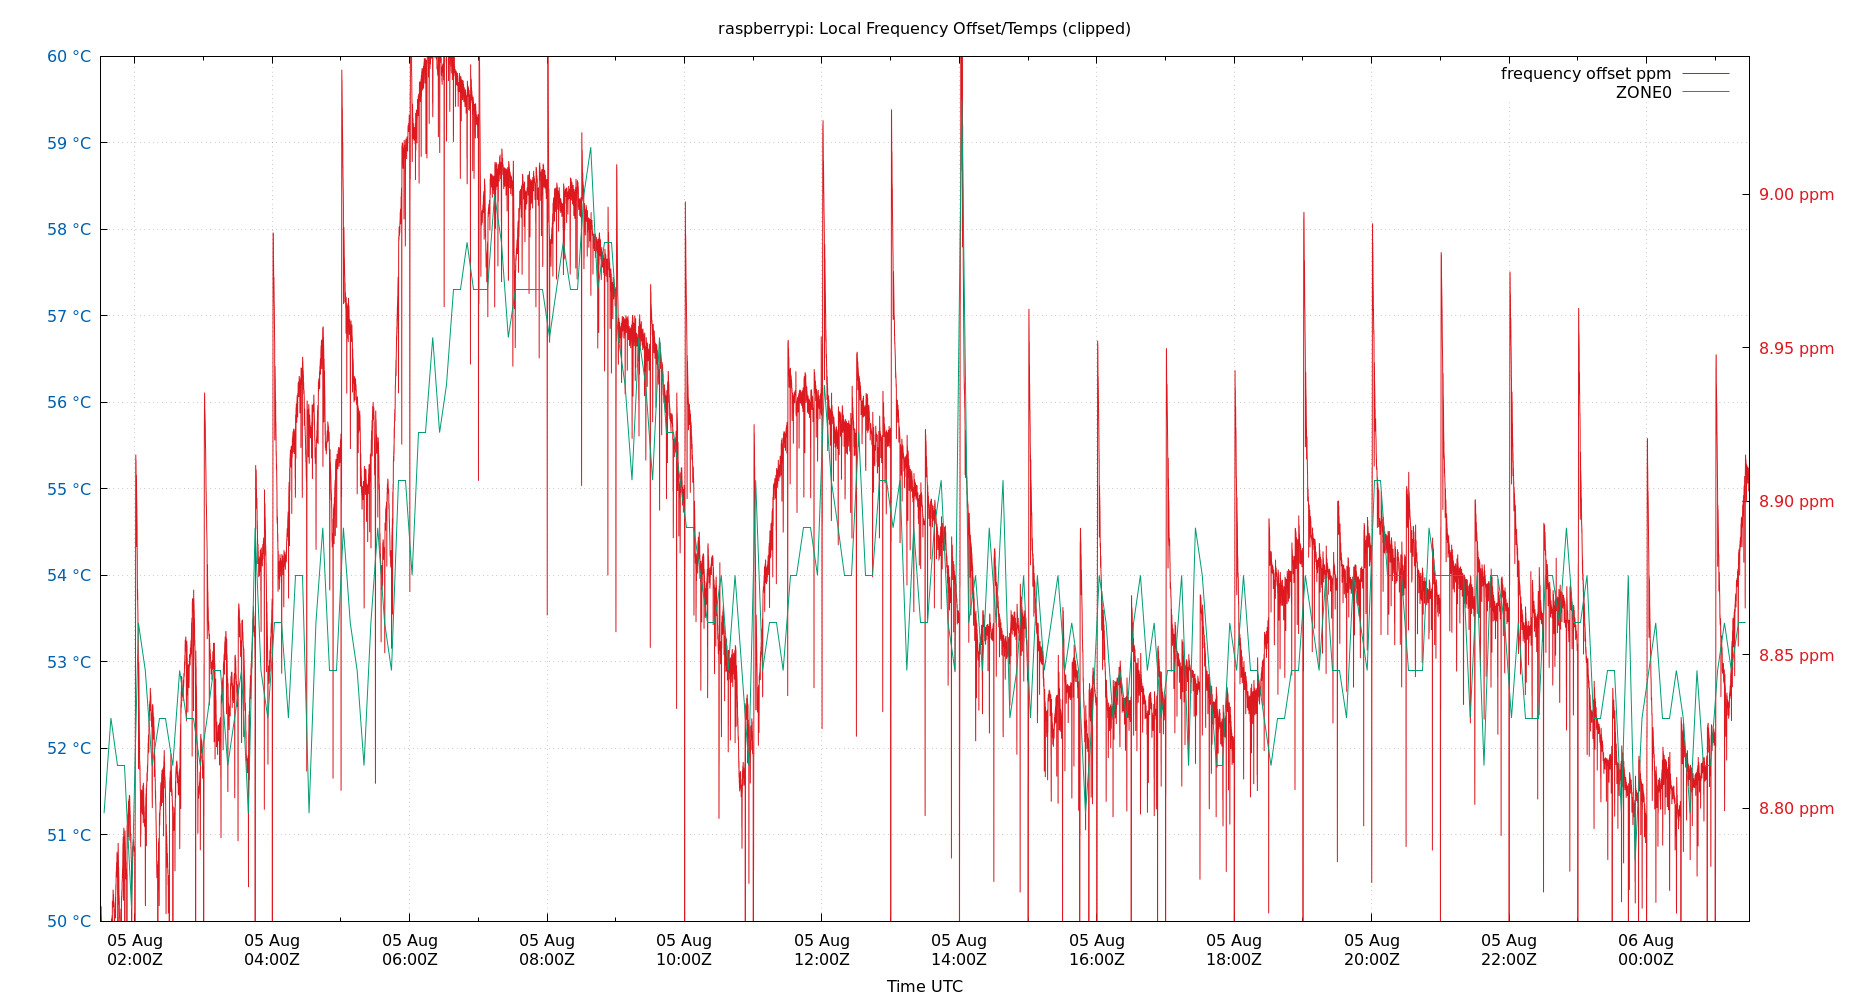 raspberrypi: Local Frequency Offset/Temps (clipped)
frequency offset ppm
ZONE0
60 °C
59 °C
58 °C
57 °C
56 °C
55 °C
54 °C
53 °C
52 °C
51 °C
50 °C
9.00 ppm
8.95 ppm
8.90 ppm
8.85 ppm
8.80 ppm
05 Aug 05 Aug 05 Aug 05 Aug 05 Aug 05 Aug 05 Aug 05 Aug 05 Aug 05 Aug 05 Aug 06 Aug
02:00Z 04:00Z 06:00Z 08:00Z 10:00Z 12:00Z 14:00Z 16:00Z 18:00Z 20:00Z 22:00Z 00:00Z
Time UTC